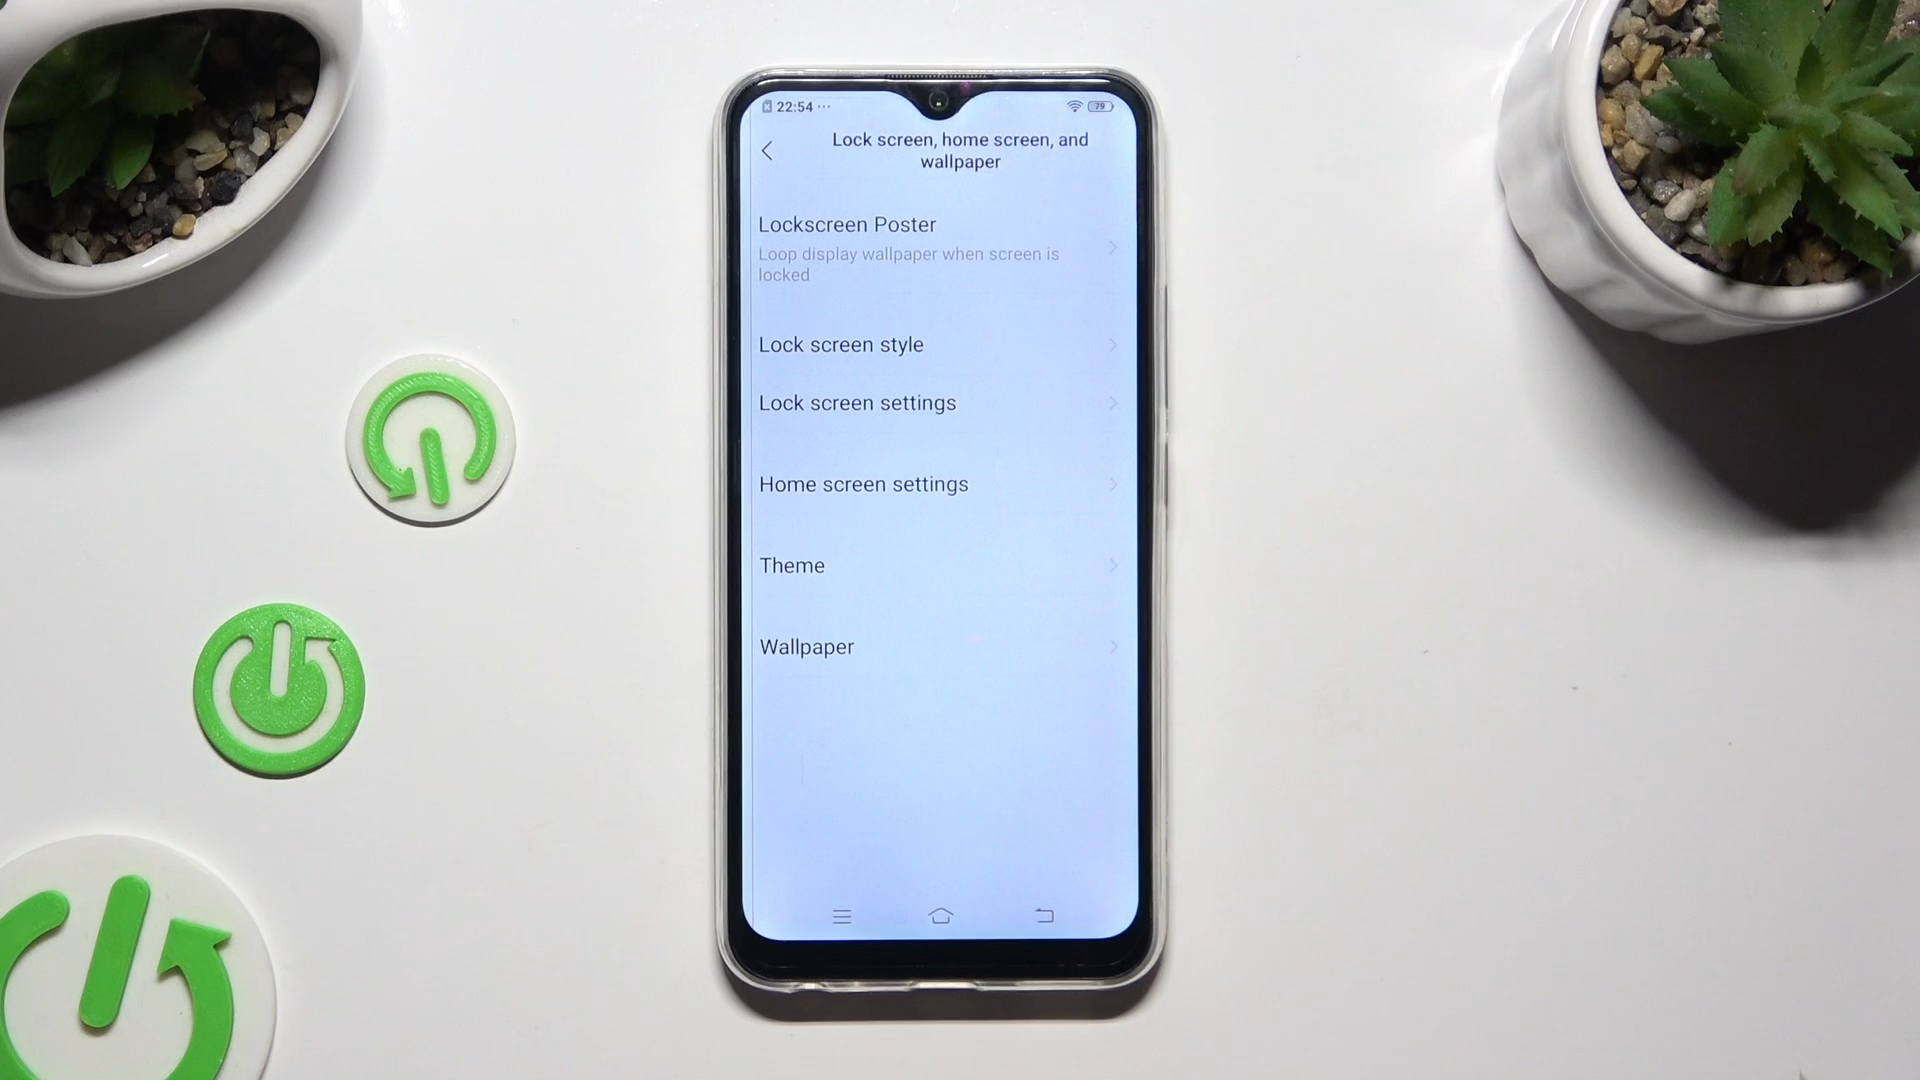 22:54 ...
79
Lock screen, home screen, and
wallpaper
Lockscreen Poster
Loop display wallpaper when screen is
locked
Lock screen style
Lock screen settings
Home screen settings
Theme
Wallpaper